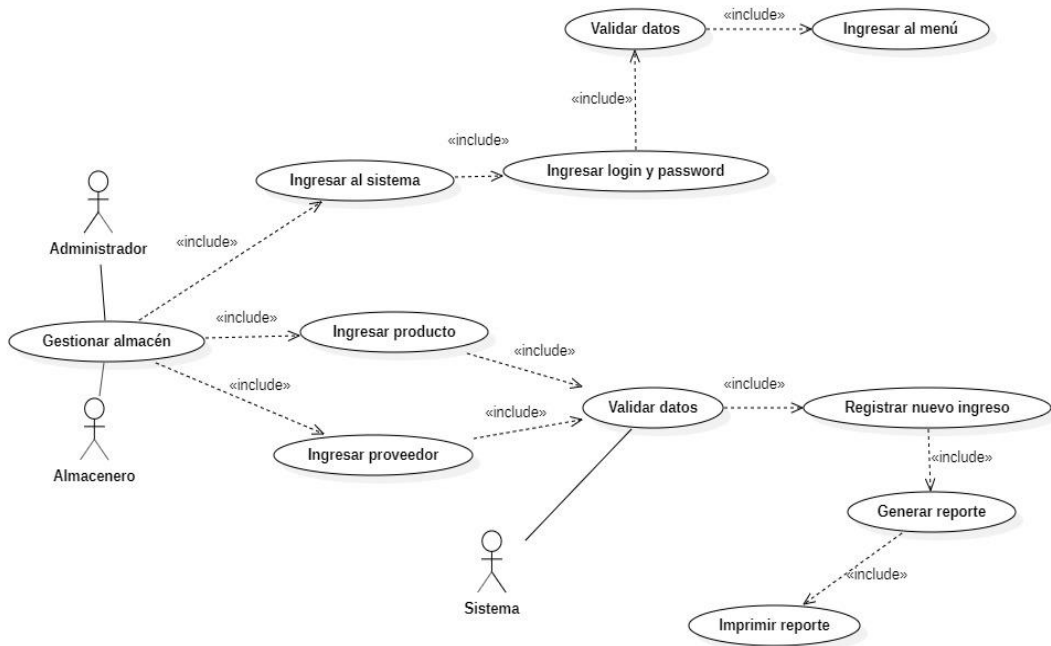 «include»
Validar datos
Ingresar al menú
«include»
«include»
Ingresar al sistema
Ingresar login y password
«include»
Administrador
«include»
Gestionar almacén
Ingresar producto
«include»
«include»
«include»
Validar datos
Registrar nuevo ingreso
«include»
Ingresar proveedor
Almacenero
«include»
Generar reporte
«include»
Sistema
Imprimir reporte